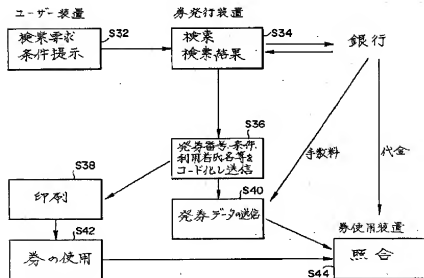 ユーザー装置
券発行装置
検索要求
条件提示
S32
検索
検索結果
S34
銀行
S36
発券番号、条件、
利用者氏名等を
コード化し送信
手数料
代金
S38
印刷
S40
発券データの送信
券使用装置
S42
券の使用
照合
S44